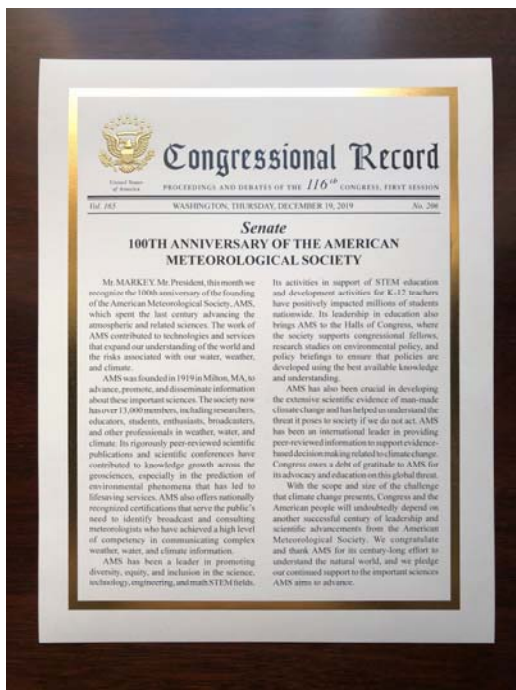 United States
of America
Congressional Record
PROCEEDINGS AND DEBATES OF THE 116th CONGRESS, FIRST SESSION
Vol. 165 WASHINGTON, THURSDAY, DECEMBER 19, 2019 No. 206
Senate
100TH ANNIVERSARY OF THE AMERICAN
METEOROLOGICAL SOCIETY
Mr. MARKEY. Mr. President, this month we
recognize the 100th anniversary of the founding
of the American Meteorological Society, AMS,
which spent the last century advancing the
atmospheric and related sciences. The work of
AMS contributed to technologies and services
that expand our understanding of the world and
the risks associated with our water, weather,
and climate.
AMS was founded in 1919 in Milton, MA, to
advance, promote, and disseminate information
about these important sciences. The society now
has over 13,000 members, including researchers,
educators, students, enthusiasts, broadcasters,
and other professionals in weather, water, and
climate. Its rigorously peer-reviewed scientific
publications and scientific conferences have
contributed to knowledge growth across the
geosciences, especially in the prediction of
environmental phenomena that has led to
lifesaving services. AMS also offers nationally
recognized certifications that serve the public's
need to identify broadcast and consulting
meteorologists who have achieved a high level
of competency in communicating complex
weather, water, and climate information.
AMS has been a leader in promoting
diversity, equity, and inclusion in the science,
technology, engineering, and math STEM fields.
Its activities in support of STEM education
and development activities for K-12 teachers
have positively impacted millions of students
nationwide. Its leadership in education also
brings AMS to the Halls of Congress, where
the society supports congressional fellows,
research studies on environmental policy, and
policy briefings to ensure that policies are
developed using the best available knowledge
and understanding.
AMS has also been crucial in developing
the extensive scientific evidence of man-made
climate change and has helped us understand the
threat it poses to society if we do not act. AMS
has been an international leader in providing
peer-reviewed information to support evidence-
based decision making related to climate change.
Congress owes a debt of gratitude to AMS for
its advocacy and education on this global threat.
With the scope and size of the challenge
that climate change presents, Congress and the
American people will undoubtedly depend on
another successful century of leadership and
scientific advancements from the American
Meteorological Society. We congratulate
and thank AMS for its century-long effort to
understand the natural world, and we pledge
our continued support to the important sciences
AMS aims to advance.